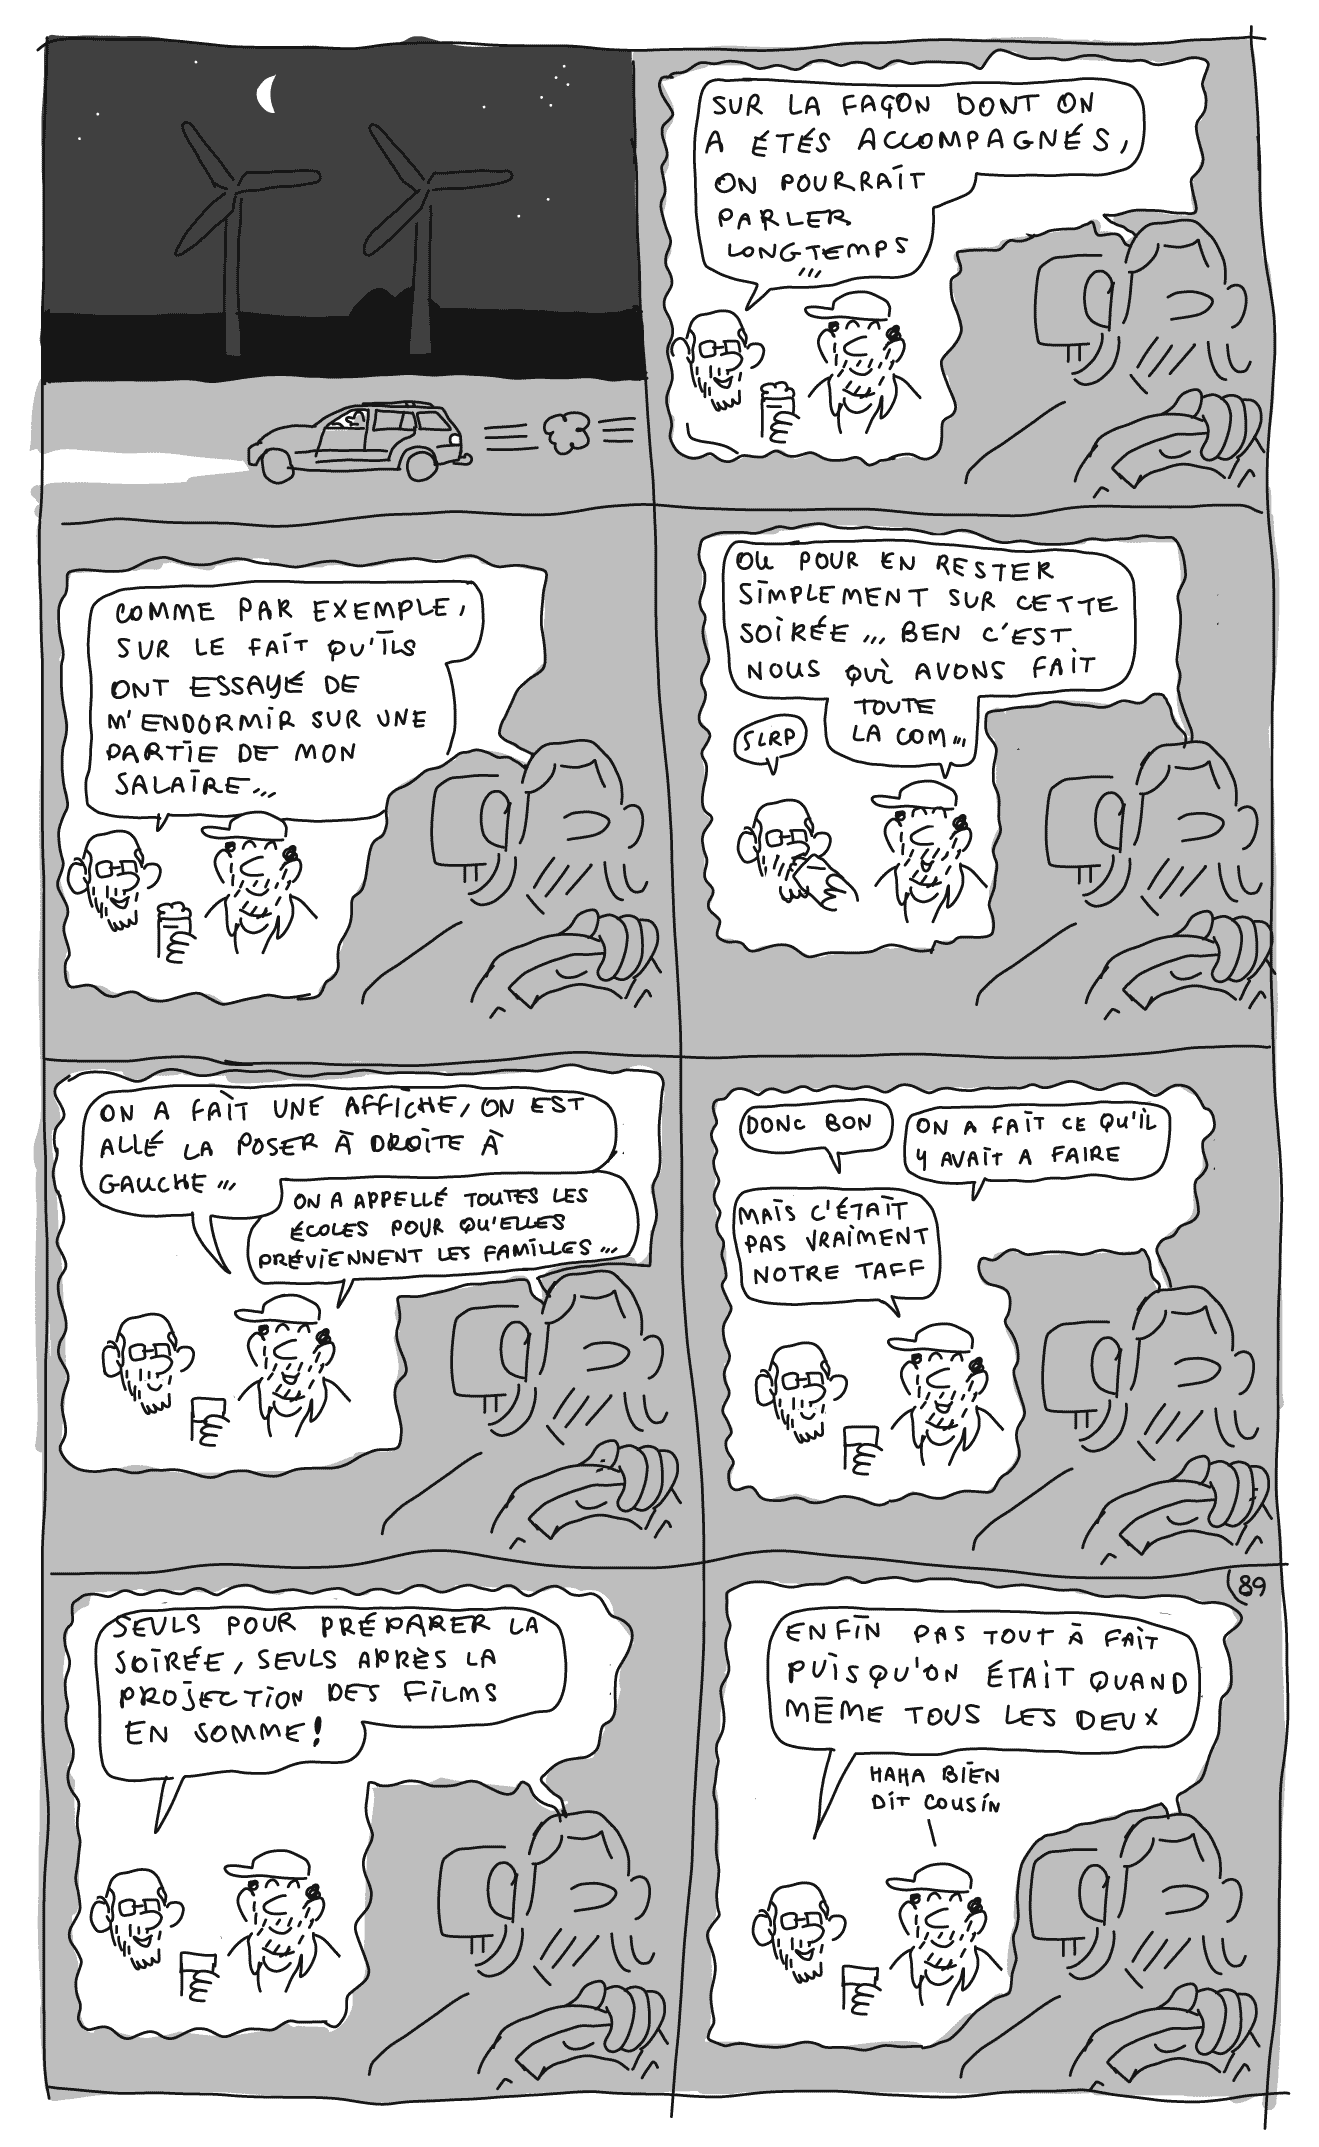 SUR LA FAÇON DONT ON
A ÉTÉS ACCOMPAGNÉS,
ON POURRAIT
PARLER
LONGTEMPS
...
COMME PAR EXEMPLE,
SUR LE FAIT QU'ILS
ONT ESSAYÉ DE
M'ENDORMIR SUR UNE
PARTIE DE MON
SALAIRE...
OU POUR EN RESTER
SIMPLEMENT SUR CETTE
SOIRÉE... BEN C'EST
NOUS QUI AVONS FAIT
TOUTE
LA COM...
SLRP
ON A FAIT UNE AFFICHE, ON EST
ALLÉ LA POSER À DROITE À
GAUCHE...
ON A APPELLÉ TOUTES LES
ÉCOLES POUR QU'ELLES
PRÉVIENNENT LES FAMILLES...
DONC BON
ON A FAIT CE QU'IL
Y AVAIT A FAIRE
MAIS C'ÉTAIT
PAS VRAIMENT
NOTRE TAFF
SEULS POUR PRÉPARER LA
SOIRÉE, SEULS APRÈS LA
PROJECTION DES FILMS
EN SOMME!
89
ENFIN PAS TOUT À FAIT
PUISQU'ON ÉTAIT QUAND
MÊME TOUS LES DEUX
HAHA BIEN
DIT COUSIN